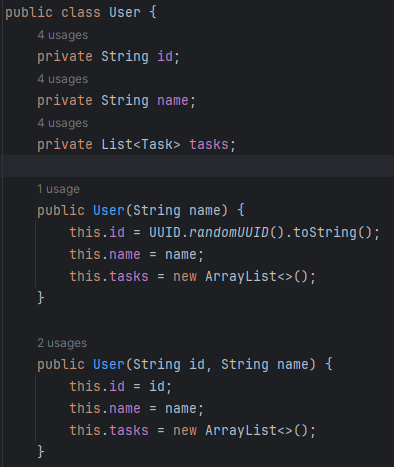 public class User {
4 usages
private String id;
4 usages
private String name;
4 usages
private List<Task> tasks;
1 usage
public User(String name) {
this.id = UUID.randomUUID().toString();
this.name = name;
this.tasks = new ArrayList<>();
}
2 usages
public User(String id, String name) {
this.id = id;
this.name = name;
this.tasks = new ArrayList<>();
}